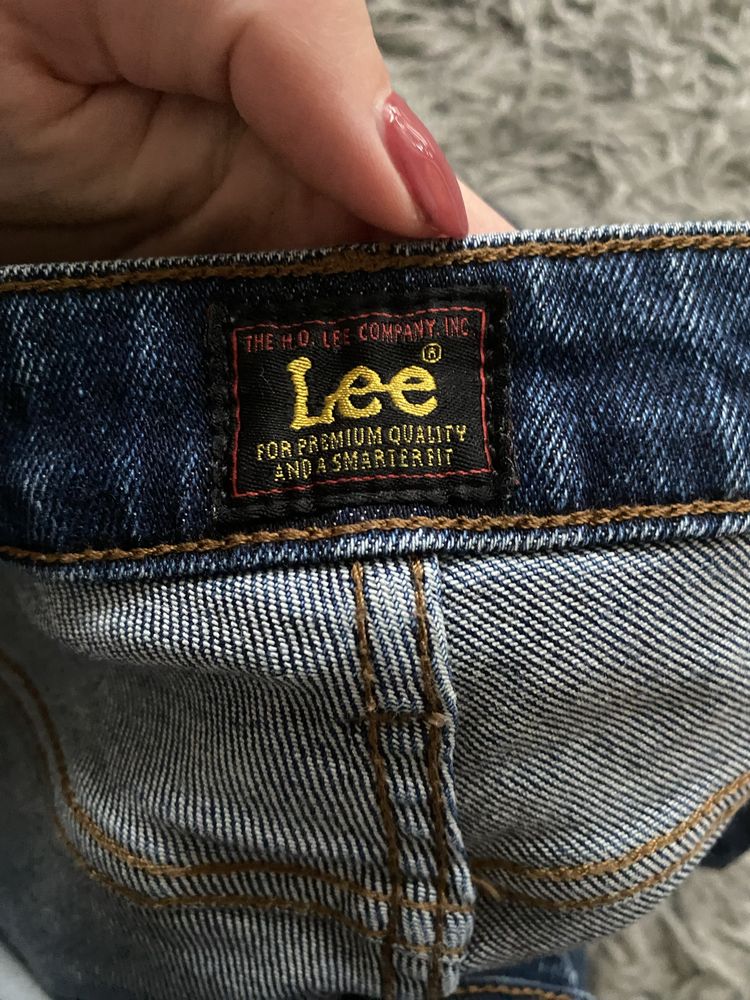 THE H.D. LEE COMPANY, INC.
Lee®
FOR PREMIUM QUALITY
AND A SMARTER FIT